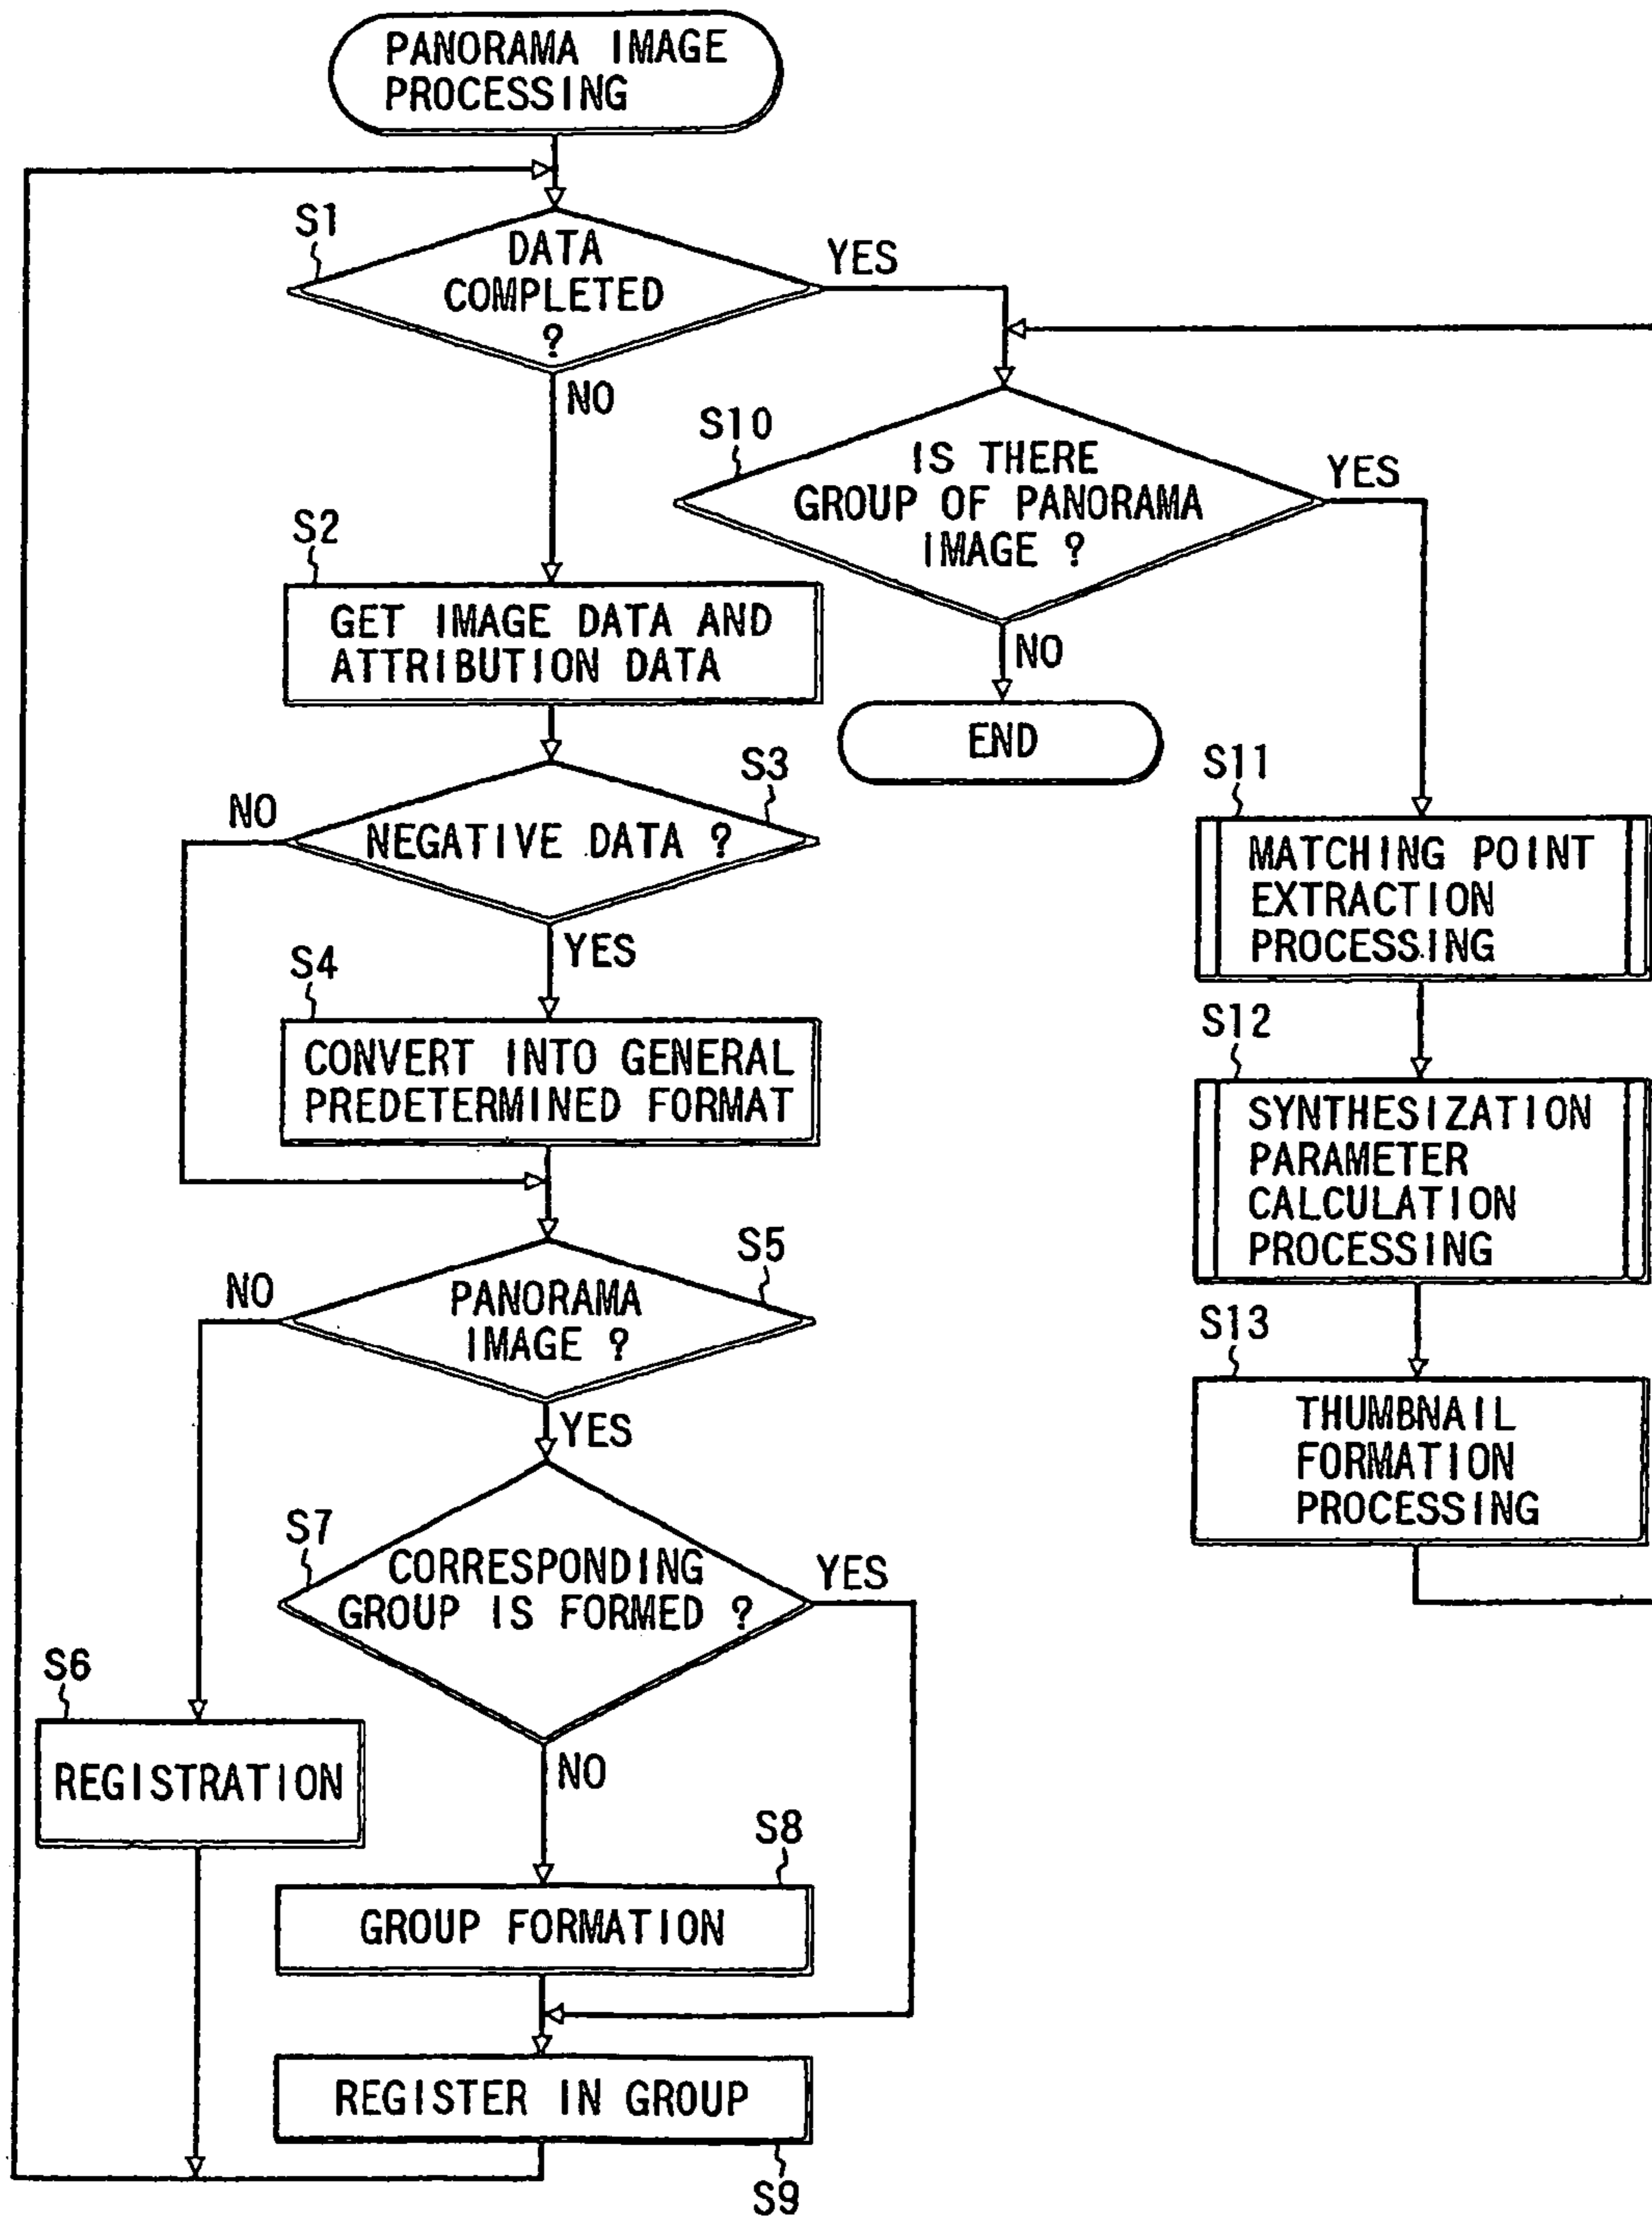 PANORAMA IMAGE
PROCESSING
S1
DATA
COMPLETED
?
YES
NO
S10
IS THERE
GROUP OF PANORAMA
IMAGE ?
YES
NO
END
S2
GET IMAGE DATA AND
ATTRIBUTION DATA
S3
NO
NEGATIVE DATA ?
YES
S4
CONVERT INTO GENERAL
PREDETERMINED FORMAT
S5
NO
PANORAMA
IMAGE ?
YES
S7
CORRESPONDING
GROUP IS FORMED ?
YES
NO
S6
REGISTRATION
S8
GROUP FORMATION
REGISTER IN GROUP
S9
S11
MATCHING POINT
EXTRACTION
PROCESSING
S12
SYNTHESIZATION
PARAMETER
CALCULATION
PROCESSING
S13
THUMBNAIL
FORMATION
PROCESSING